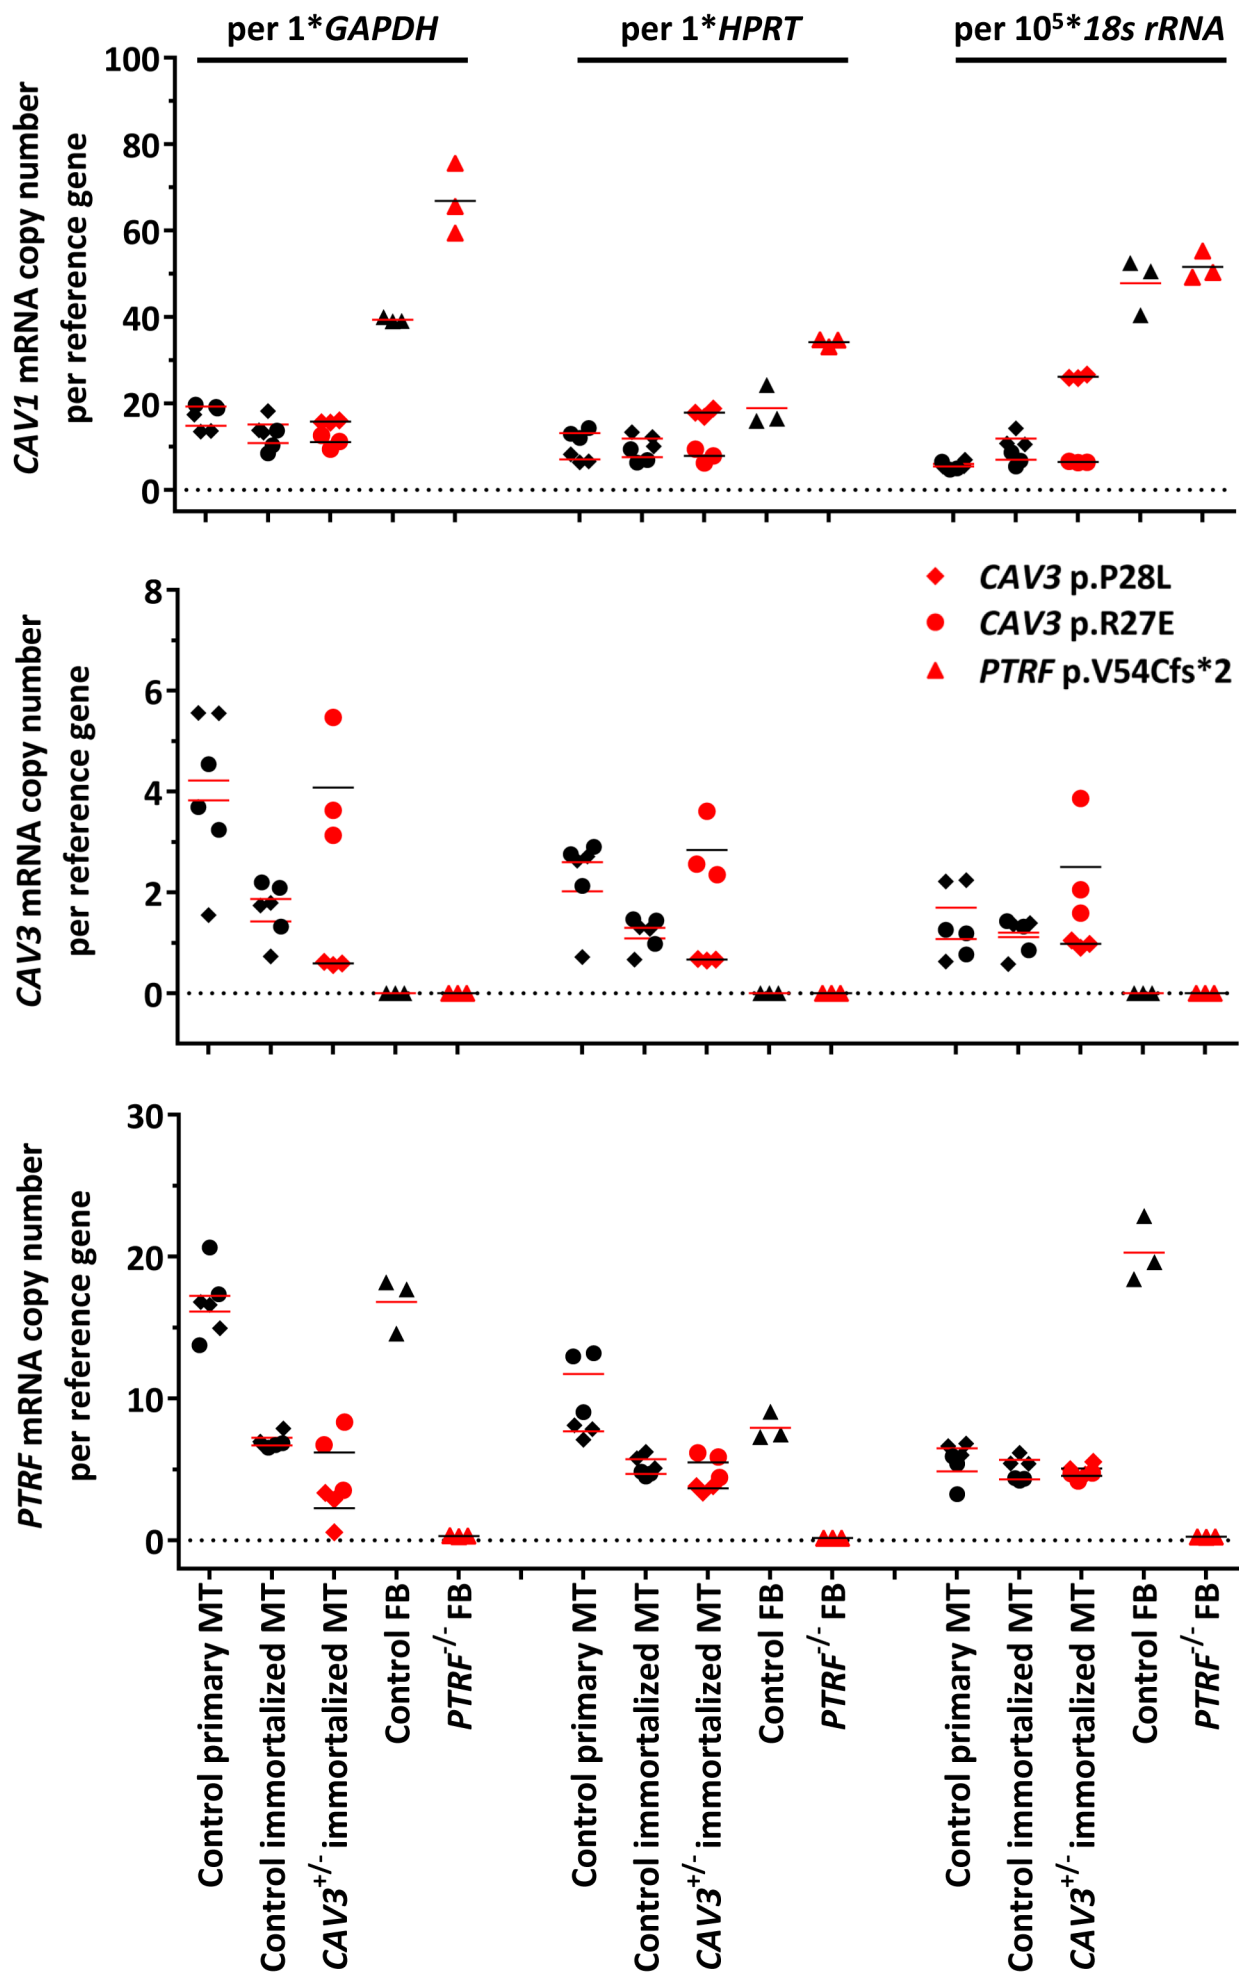 per 1*GAPDH
per 1*HPRT
per 10⁵*18s rRNA
CAV1 mRNA copy number
per reference gene
100
80
60
40
20
0
CAV3 p.P28L
CAV3 p.R27E
PTRF p.V54Cfs*2
CAV3 mRNA copy number
per reference gene
8
6
4
2
0
PTRF mRNA copy number
per reference gene
30
20
10
0
Control primary MT
Control immortalized MT
CAV3⁺/⁻ immortalized MT
Control FB
PTRF⁻/⁻ FB
Control primary MT
Control immortalized MT
CAV3⁺/⁻ immortalized MT
Control FB
PTRF⁻/⁻ FB
Control primary MT
Control immortalized MT
CAV3⁺/⁻ immortalized MT
Control FB
PTRF⁻/⁻ FB